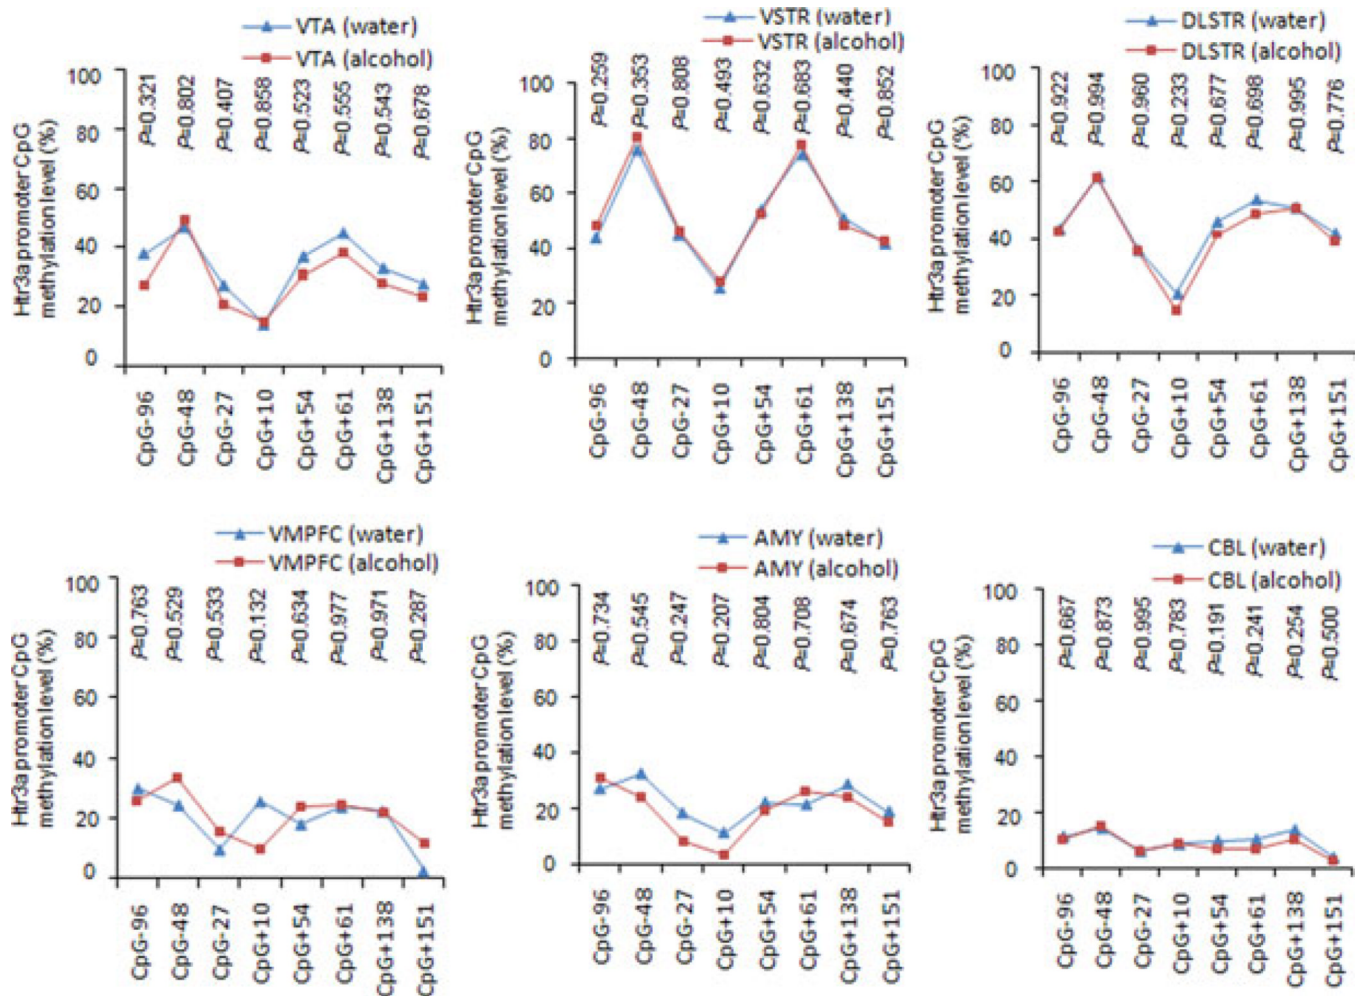 VTA (water)
VTA (alcohol)
Htr3a promoter CpG
methylation level (%)
100
80
60
40
20
0
P=0.321
P=0.802
P=0.407
P=0.858
P=0.523
P=0.555
P=0.543
P=0.678
CpG-96
CpG-48
CpG-27
CpG+10
CpG+54
CpG+61
CpG+138
CpG+151
VSTR (water)
VSTR (alcohol)
Htr3a promoter CpG
methylation level (%)
100
80
60
40
20
0
P=0.259
P=0.353
P=0.808
P=0.493
P=0.632
P=0.683
P=0.440
P=0.852
CpG-96
CpG-48
CpG-27
CpG+10
CpG+54
CpG+61
CpG+138
CpG+151
DLSTR (water)
DLSTR (alcohol)
Htr3a promoter CpG
methylation level (%)
100
80
60
40
20
0
P=0.922
P=0.994
P=0.960
P=0.233
P=0.677
P=0.698
P=0.995
P=0.776
CpG-96
CpG-48
CpG-27
CpG+10
CpG+54
CpG+61
CpG+138
CpG+151
VMPFC (water)
VMPFC (alcohol)
Htr3a promoter CpG
methylation level (%)
100
80
60
40
20
0
P=0.763
P=0.529
P=0.533
P=0.132
P=0.634
P=0.977
P=0.971
P=0.287
CpG-96
CpG-48
CpG-27
CpG+10
CpG+54
CpG+61
CpG+138
CpG+151
AMY (water)
AMY (alcohol)
Htr3a promoter CpG
methylation level (%)
100
80
60
40
20
0
P=0.734
P=0.545
P=0.247
P=0.207
P=0.804
P=0.708
P=0.674
P=0.763
CpG-96
CpG-48
CpG-27
CpG+10
CpG+54
CpG+61
CpG+138
CpG+151
CBL (water)
CBL (alcohol)
Htr3a promoter CpG
methylation level (%)
100
80
60
40
20
0
P=0.667
P=0.873
P=0.995
P=0.783
P=0.191
P=0.241
P=0.254
P=0.500
CpG-96
CpG-48
CpG-27
CpG+10
CpG+54
CpG+61
CpG+138
CpG+151